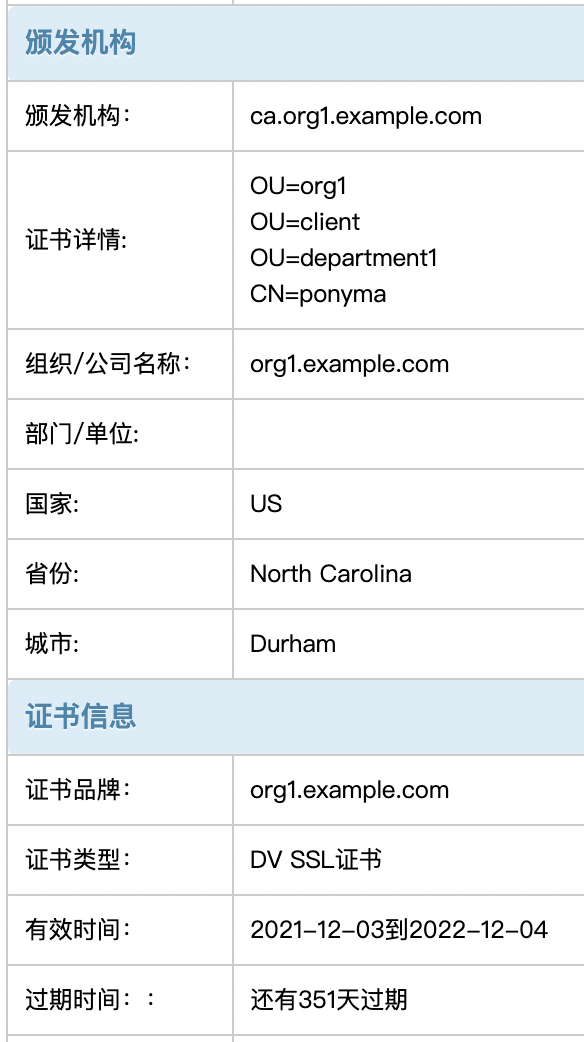 颁发机构
颁发机构：
ca.org1.example.com
证书详情:
OU=org1
OU=client
OU=department1
CN=ponyma
组织/公司名称：
org1.example.com
部门/单位:
国家:
US
省份:
North Carolina
城市:
Durham
证书信息
证书品牌：
org1.example.com
证书类型：
DV SSL证书
有效时间：
2021-12-03到2022-12-04
过期时间：：
还有351天过期